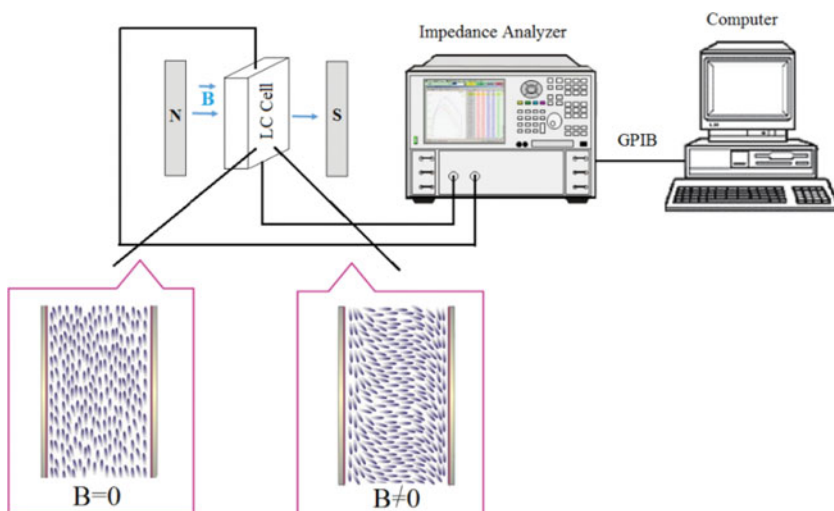 Impedance Analyzer
Computer
N
B
LC Cell
S
GPIB
B=0
B≠0